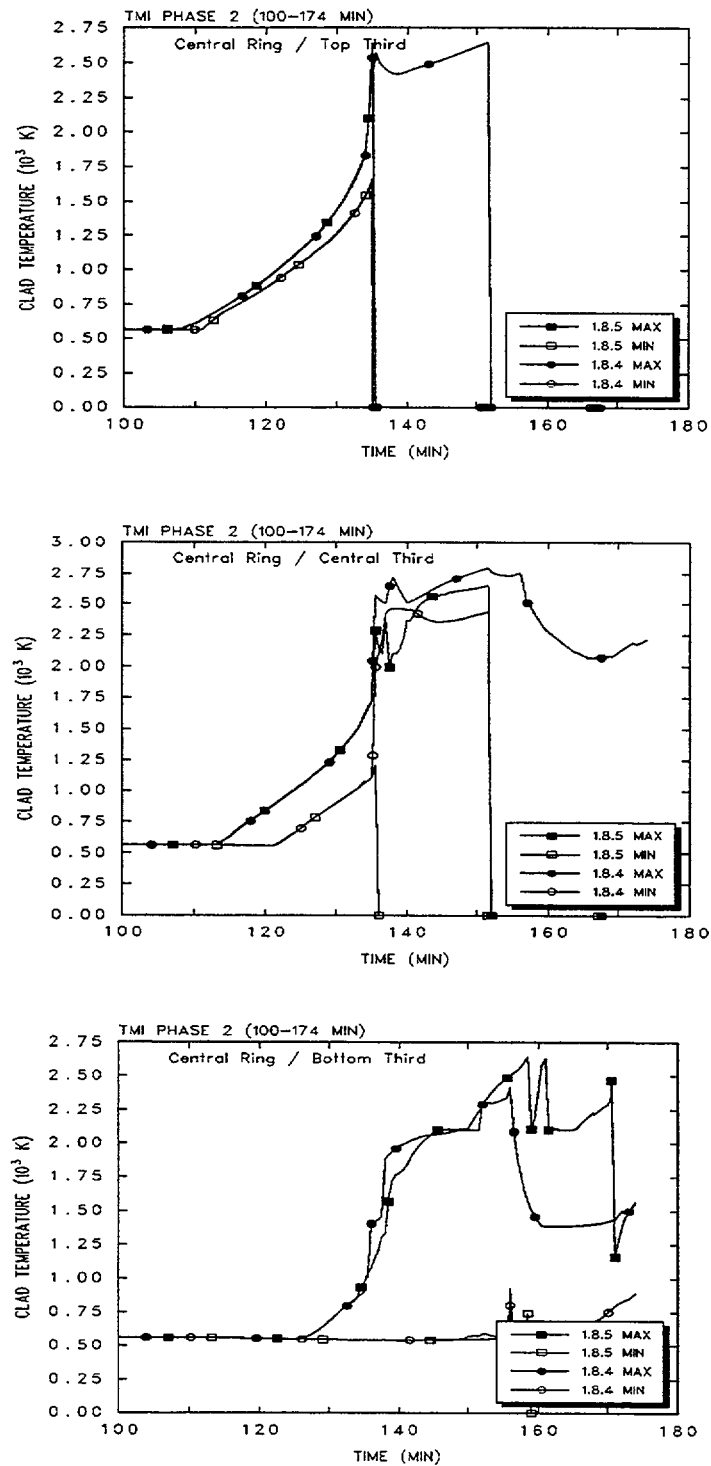 TMI PHASE 2 (100-174 MIN)
Central Ring / Top Third
2.75
2.50
2.25
2.00
1.75
1.50
1.25
1.00
0.75
0.50
0.25
0.00
CLAD TEMPERATURE (10³ K)
1.8.5 MAX
1.8.5 MIN
1.8.4 MAX
1.8.4 MIN
100 120 140 160 180
TIME (MIN)
TMI PHASE 2 (100-174 MIN)
Central Ring / Central Third
3.00
2.75
2.50
2.25
2.00
1.75
1.50
1.25
1.00
0.75
0.50
0.25
0.00
CLAD TEMPERATURE (10³ K)
1.8.5 MAX
1.8.5 MIN
1.8.4 MAX
1.8.4 MIN
100 120 140 160 180
TIME (MIN)
TMI PHASE 2 (100-174 MIN)
Central Ring / Bottom Third
2.75
2.50
2.25
2.00
1.75
1.50
1.25
1.00
0.75
0.50
0.25
0.00
CLAD TEMPERATURE (10³ K)
1.8.5 MAX
1.8.5 MIN
1.8.4 MAX
1.8.4 MIN
100 120 140 160 180
TIME (MIN)